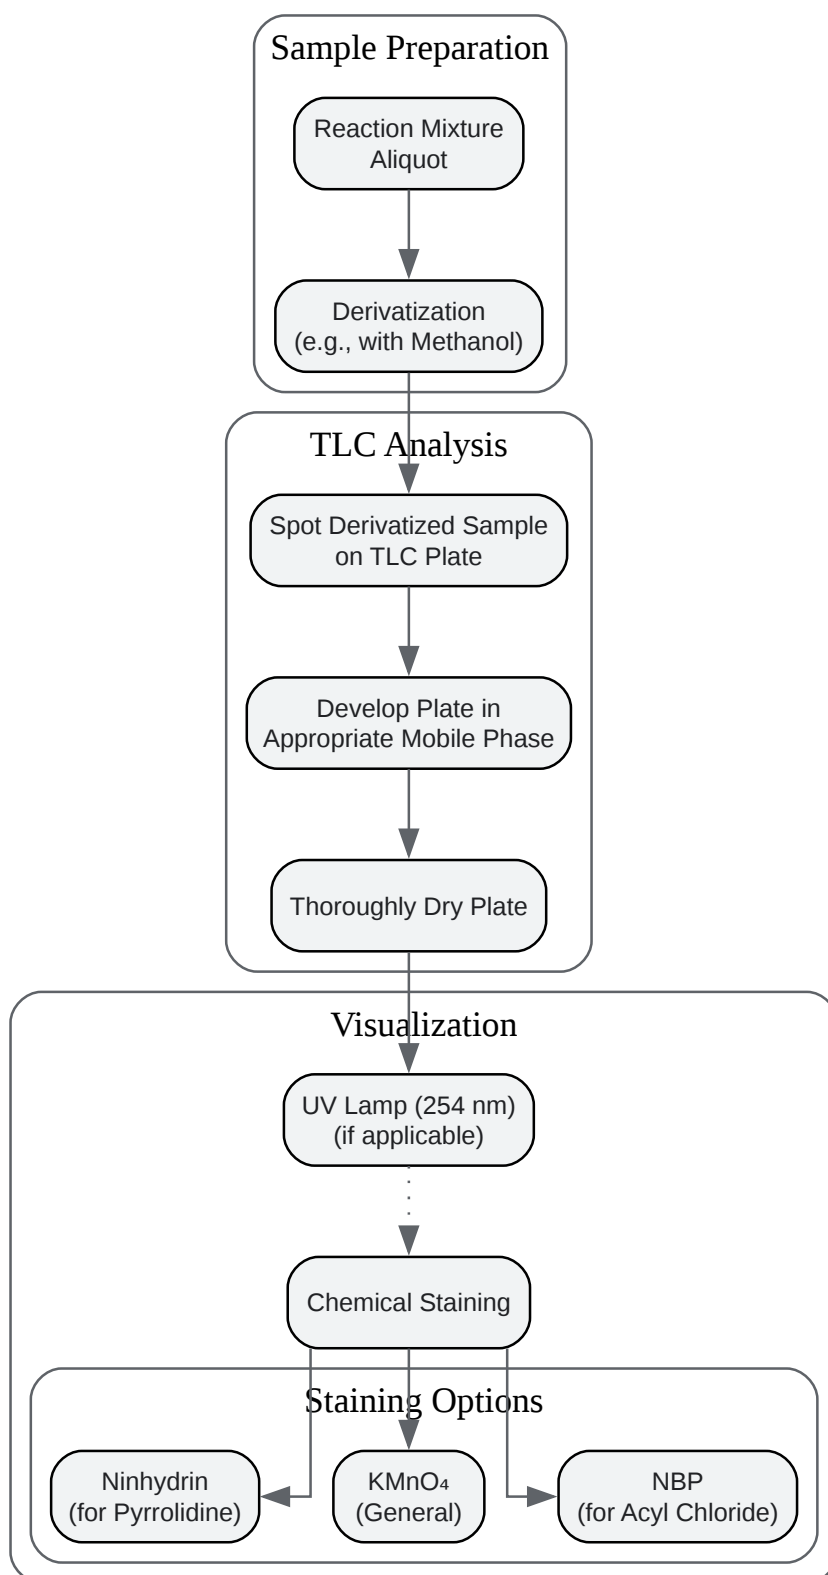 Sample Preparation
Reaction Mixture
Aliquot
Derivatization
(e.g., with Methanol)
TLC Analysis
Spot Derivatized Sample
on TLC Plate
Develop Plate in
Appropriate Mobile Phase
Thoroughly Dry Plate
Visualization
UV Lamp (254 nm)
(if applicable)
Chemical Staining
Staining Options
Ninhydrin
(for Pyrrolidine)
KMnO₄
(General)
NBP
(for Acyl Chloride)